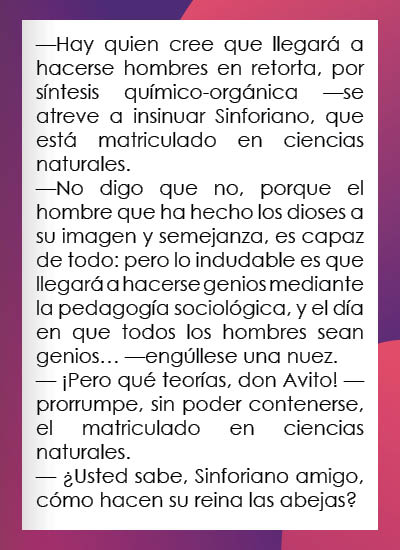 —Hay quien cree que llegará a
hacerse hombres en retorta, por
síntesis químico-orgánica —se
atreve a insinuar Sinforiano, que
está matriculado en ciencias
naturales.
—No digo que no, porque el
hombre que ha hecho los dioses a
su imagen y semejanza, es capaz
de todo: pero lo indudable es que
llegará a hacerse genios mediante
la pedagogía sociológica, y el día
en que todos los hombres sean
genios… —engúllese una nuez.
— ¡Pero qué teorías, don Avito! —
prorrumpe, sin poder contenerse,
el matriculado en ciencias
naturales.
— ¿Usted sabe, Sinforiano amigo,
cómo hacen su reina las abejas?